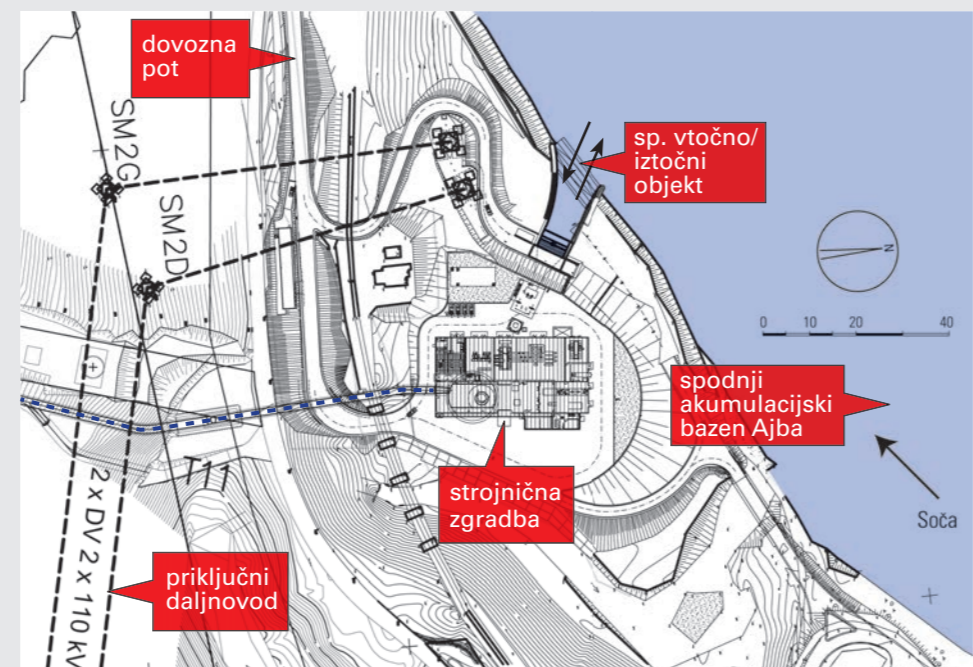 dovozna
pot
SM2G
SM2D
sp. vtočno/
iztočni
objekt
N
0 10 20 40
spodnji
akumulacijski
bazen Ajba
Soča
T11
strojnična
zgradba
2 x DV 2 x 110 kV
priključni
daljnovod